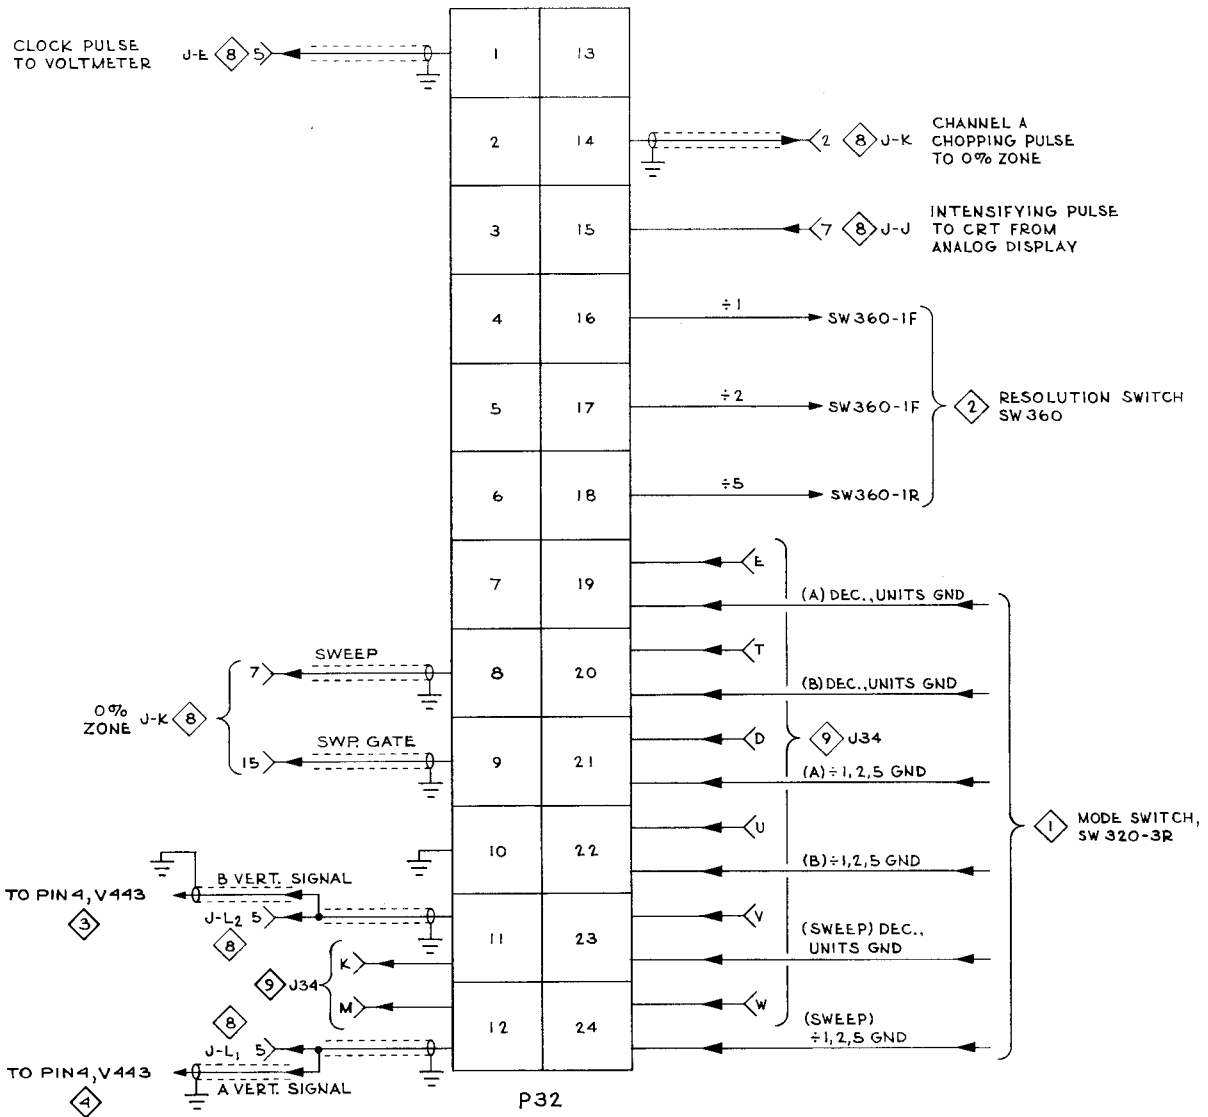 CLOCK PULSE
TO VOLTMETER
J-E 8 5
1 13
2 14
2 8 J-K
CHANNEL A
CHOPPING PULSE
TO 0% ZONE
3 15
7 8 J-J
INTENSIFYING PULSE
TO CRT FROM
ANALOG DISPLAY
4 16
÷1
SW360-1F
5 17
÷2
SW360-1F
2 RESOLUTION SWITCH
SW360
6 18
÷5
SW360-1R
7 19
E
(A) DEC., UNITS GND
SWEEP
7
8 20
T
(B) DEC., UNITS GND
0%
ZONE J-K 8
SWP. GATE
15
9 21
D
9 J34
(A) ÷1,2,5 GND
10 22
U
(B) ÷1,2,5 GND
1 MODE SWITCH,
SW 320-3R
B VERT. SIGNAL
TO PIN 4, V443
3
J-L2 5
8
11 23
V
(SWEEP) DEC.,
UNITS GND
9 J34
K
M
12 24
W
(SWEEP)
÷1,2,5 GND
8
J-L1 5
TO PIN 4, V443
4
A VERT. SIGNAL
P32